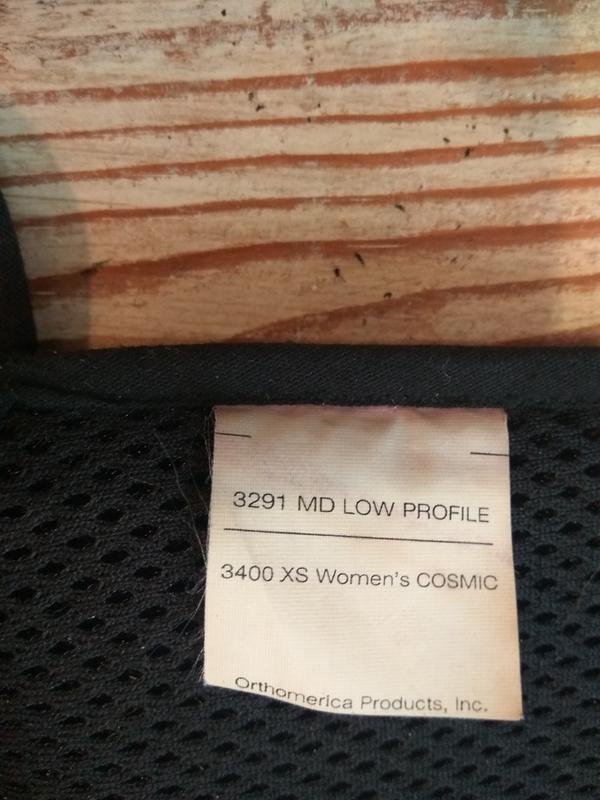 3291 MD LOW PROFILE
3400 XS Women's COSMIC
Orthomerica Products, Inc.